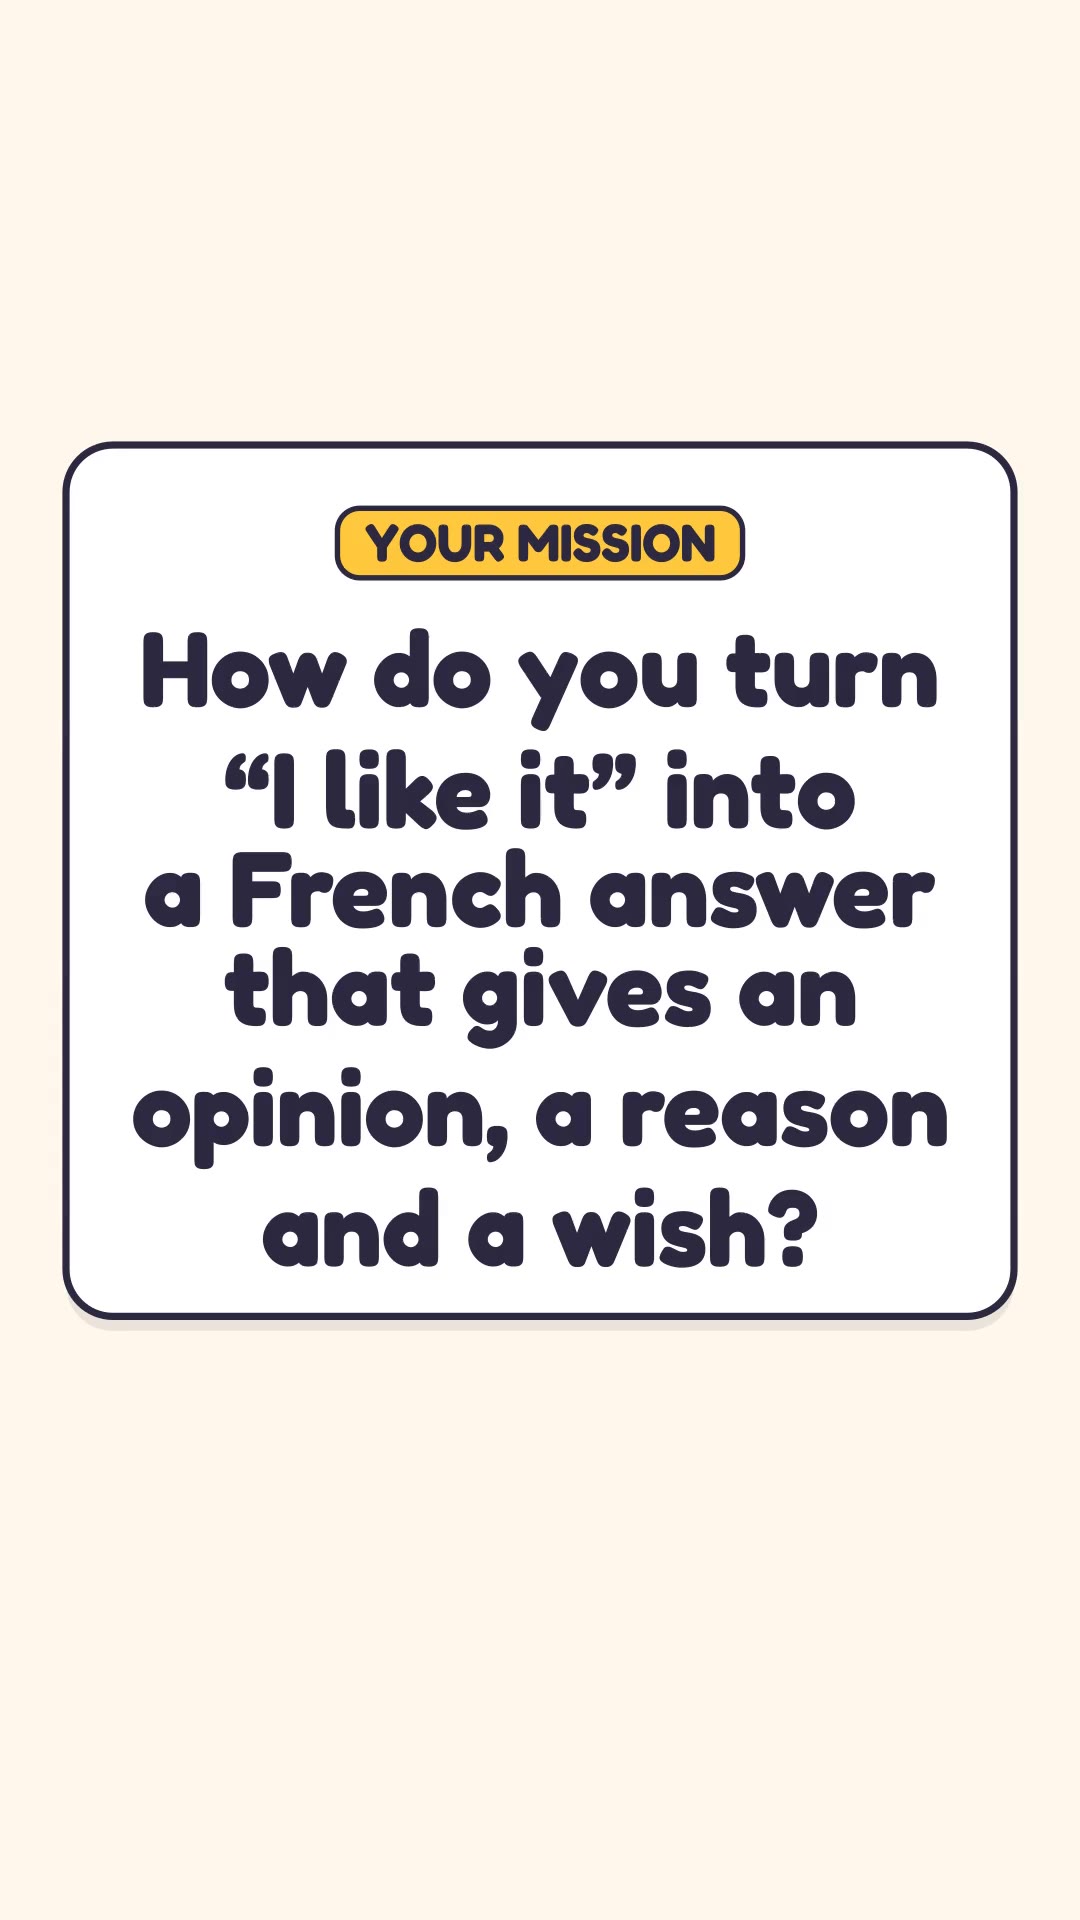 YOUR MISSION
How do you turn
“I like it” into
a French answer
that gives an
opinion, a reason
and a wish?